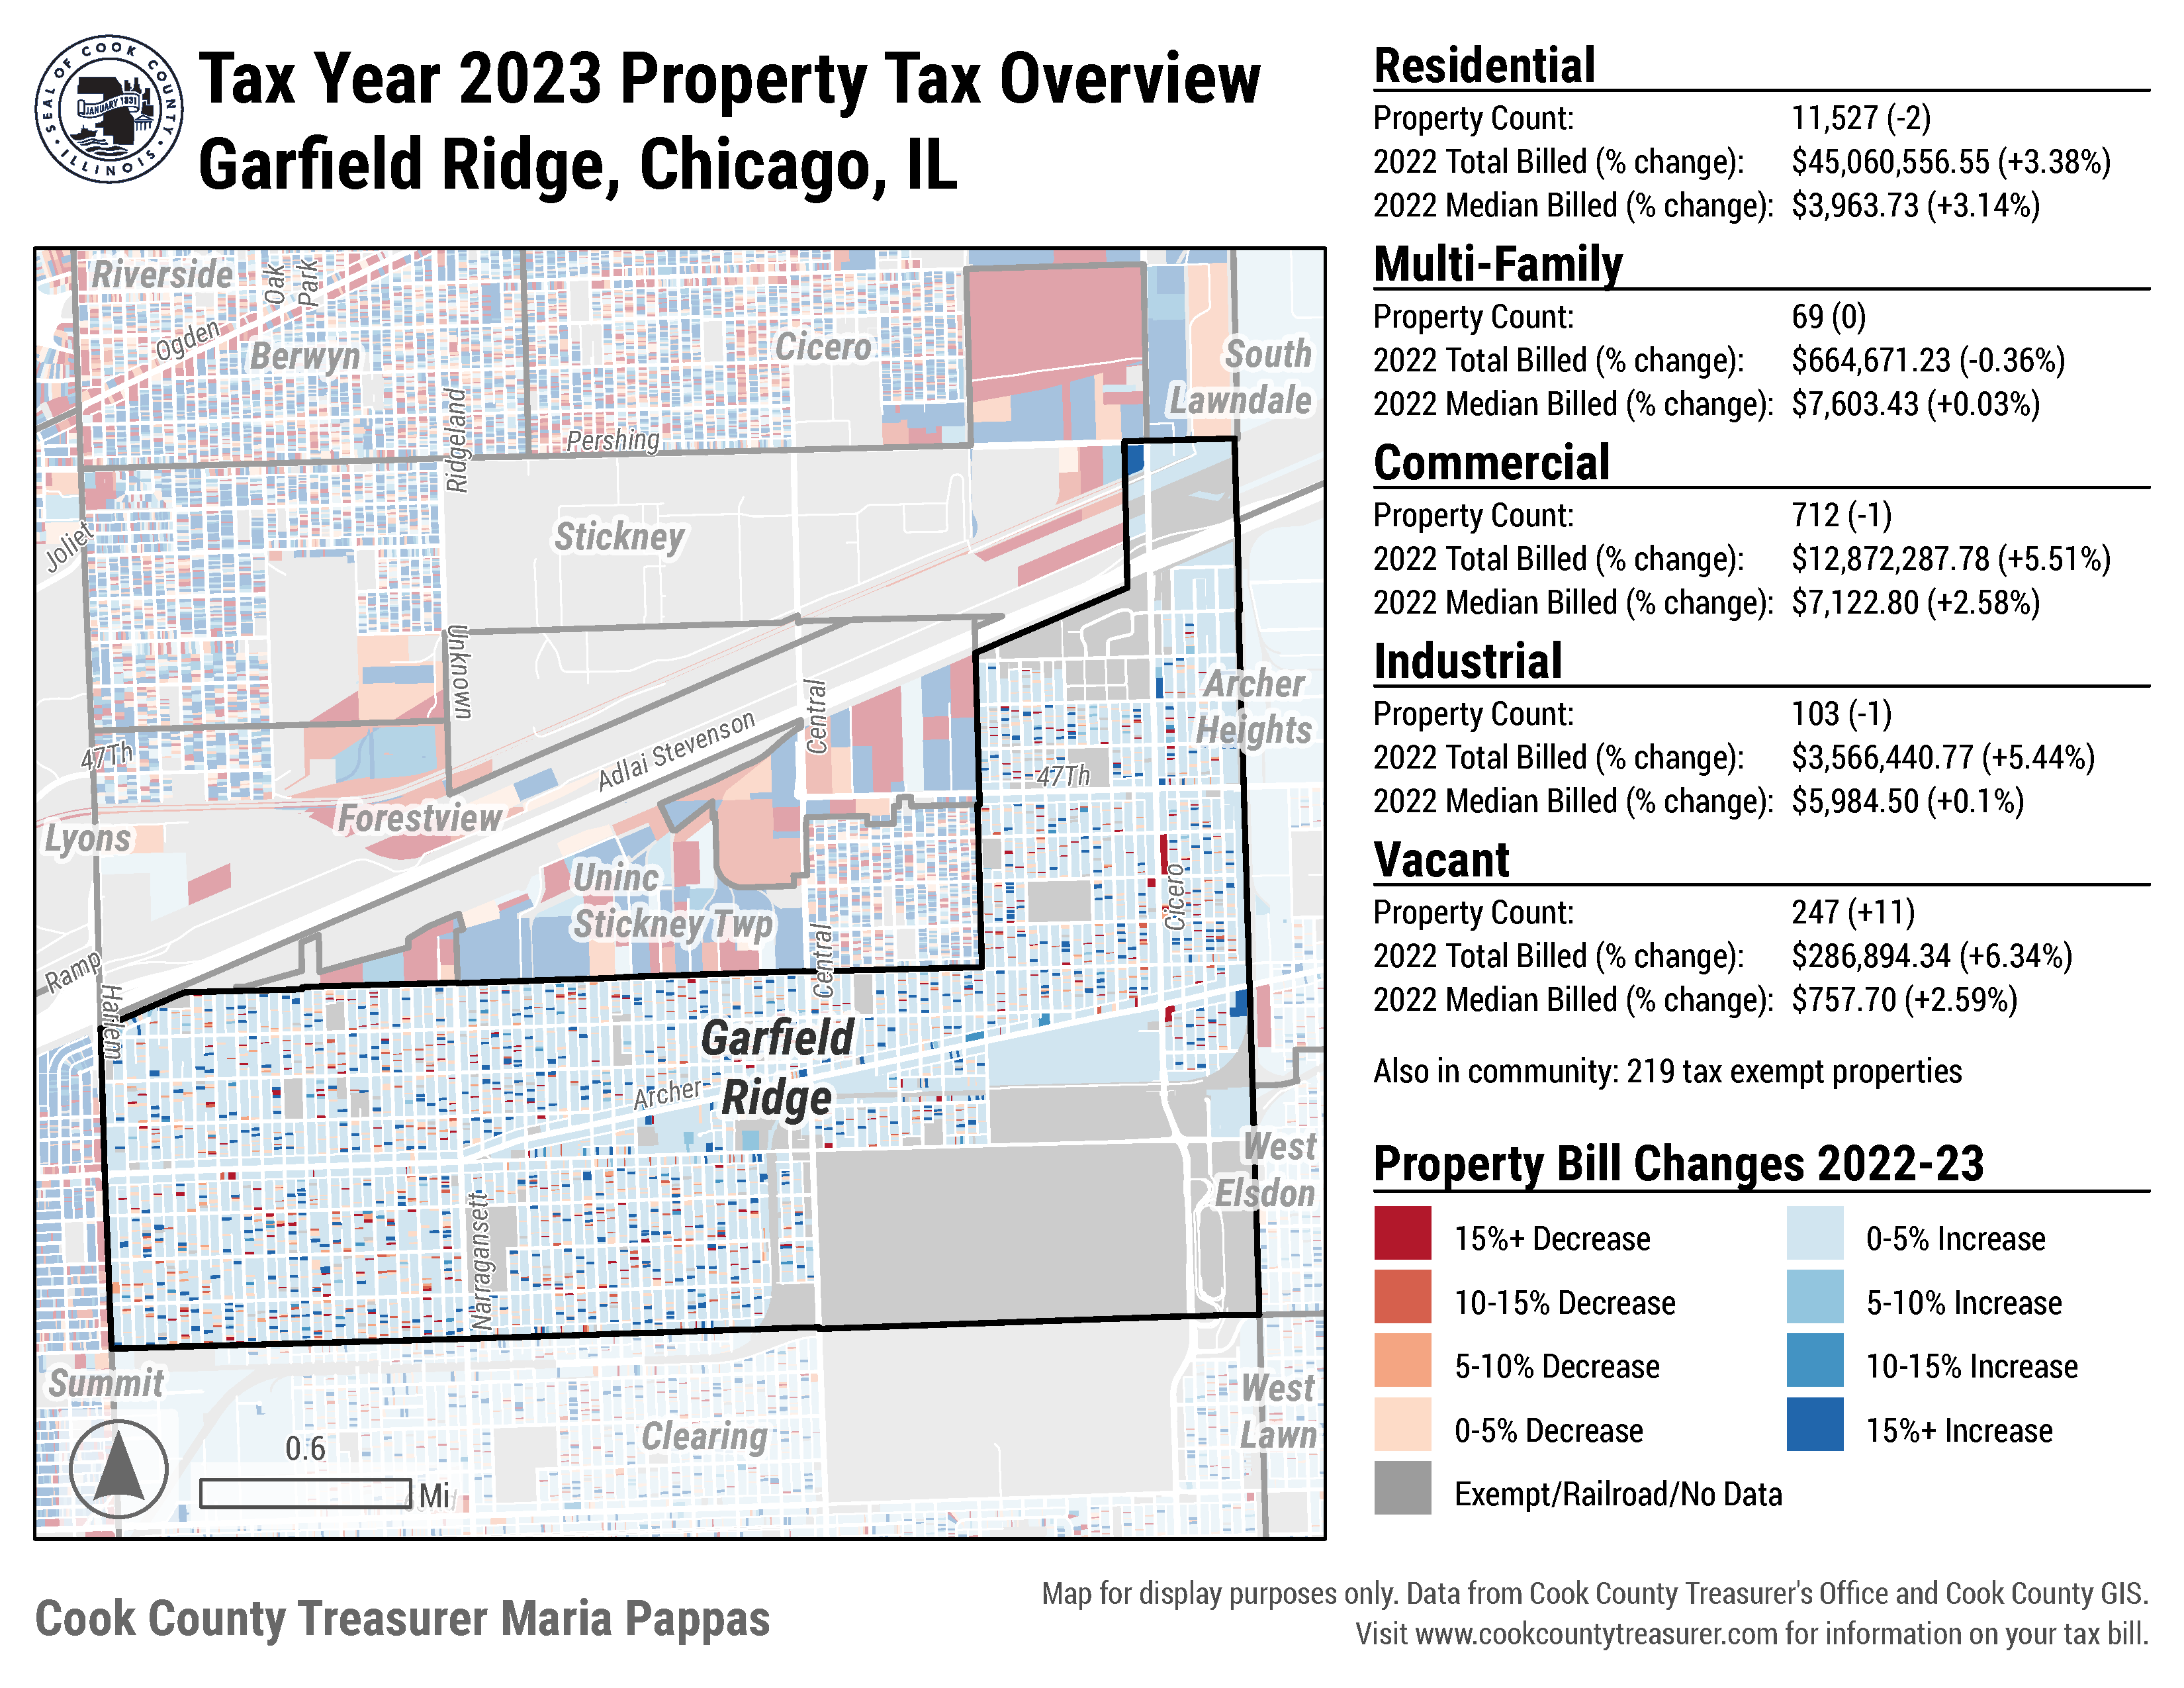 SEAL OF COOK COUNTY
ILLINOIS
JANUARY 1831
Tax Year 2023 Property Tax Overview
Garfield Ridge, Chicago, IL
Riverside
Oak
Park
Ogden
Berwyn
Cicero
South
Lawndale
Ridgeland
Pershing
Stickney
Joliet
Unknown
Archer
Heights
Central
47Th
Adlai Stevenson
47Th
Forestview
Lyons
Uninc
Stickney Twp
Cicero
Central
Ramp
Harlem
Garfield
Ridge
Archer
West
Elsdon
Narragansett
Summit
West
Lawn
Clearing
0.6
Mi
Residential
Property Count: 11,527 (-2)
2022 Total Billed (% change): $45,060,556.55 (+3.38%)
2022 Median Billed (% change): $3,963.73 (+3.14%)
Multi-Family
Property Count: 69 (0)
2022 Total Billed (% change): $664,671.23 (-0.36%)
2022 Median Billed (% change): $7,603.43 (+0.03%)
Commercial
Property Count: 712 (-1)
2022 Total Billed (% change): $12,872,287.78 (+5.51%)
2022 Median Billed (% change): $7,122.80 (+2.58%)
Industrial
Property Count: 103 (-1)
2022 Total Billed (% change): $3,566,440.77 (+5.44%)
2022 Median Billed (% change): $5,984.50 (+0.1%)
Vacant
Property Count: 247 (+11)
2022 Total Billed (% change): $286,894.34 (+6.34%)
2022 Median Billed (% change): $757.70 (+2.59%)
Also in community: 219 tax exempt properties
Property Bill Changes 2022-23
15%+ Decrease
0-5% Increase
10-15% Decrease
5-10% Increase
5-10% Decrease
10-15% Increase
0-5% Decrease
15%+ Increase
Exempt/Railroad/No Data
Cook County Treasurer Maria Pappas
Map for display purposes only. Data from Cook County Treasurer's Office and Cook County GIS.
Visit www.cookcountytreasurer.com for information on your tax bill.